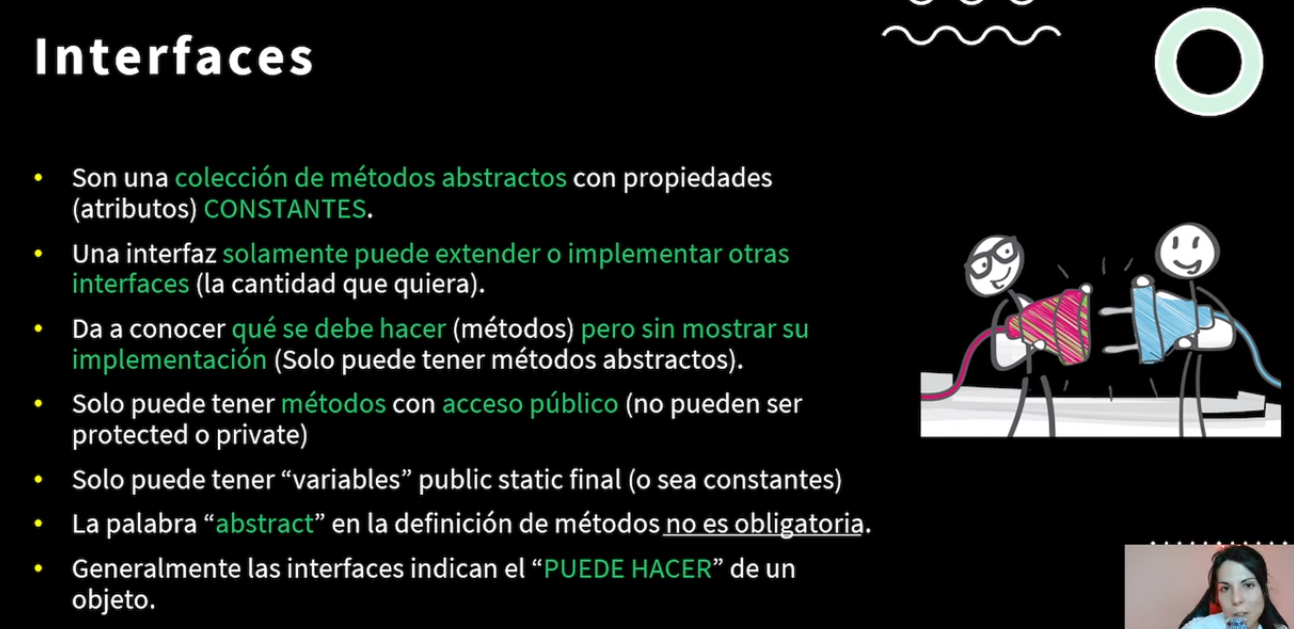 Interfaces
• Son una colección de métodos abstractos con propiedades
(atributos) CONSTANTES.
• Una interfaz solamente puede extender o implementar otras
interfaces (la cantidad que quiera).
• Da a conocer qué se debe hacer (métodos) pero sin mostrar su
implementación (Solo puede tener métodos abstractos).
• Solo puede tener métodos con acceso público (no pueden ser
protected o private)
• Solo puede tener “variables” public static final (o sea constantes)
• La palabra “abstract” en la definición de métodos no es obligatoria.
• Generalmente las interfaces indican el “PUEDE HACER” de un
objeto.